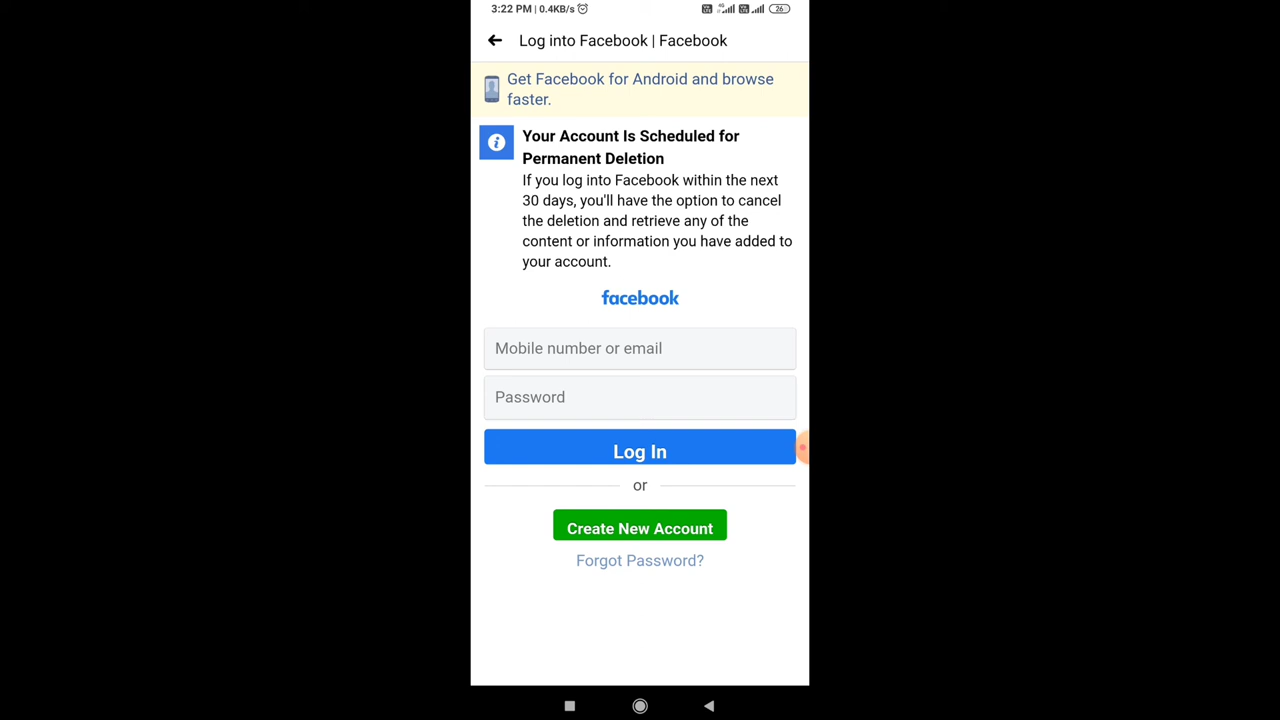 3:22 PM | 0.4KB/s
4G
26
Log into Facebook | Facebook
Get Facebook for Android and browse
faster.
Your Account Is Scheduled for
Permanent Deletion
If you log into Facebook within the next
30 days, you'll have the option to cancel
the deletion and retrieve any of the
content or information you have added to
your account.
facebook
Mobile number or email
Password
Log In
or
Create New Account
Forgot Password?